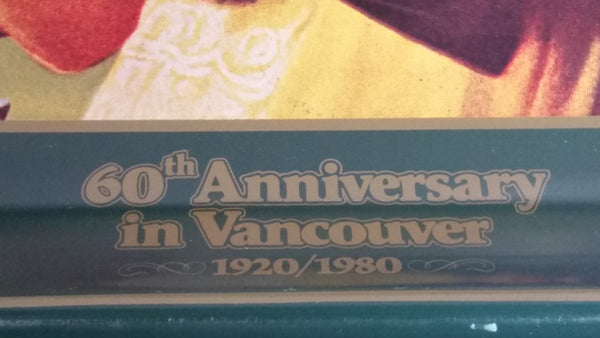 60th Anniversary
in Vancouver
1920/1980